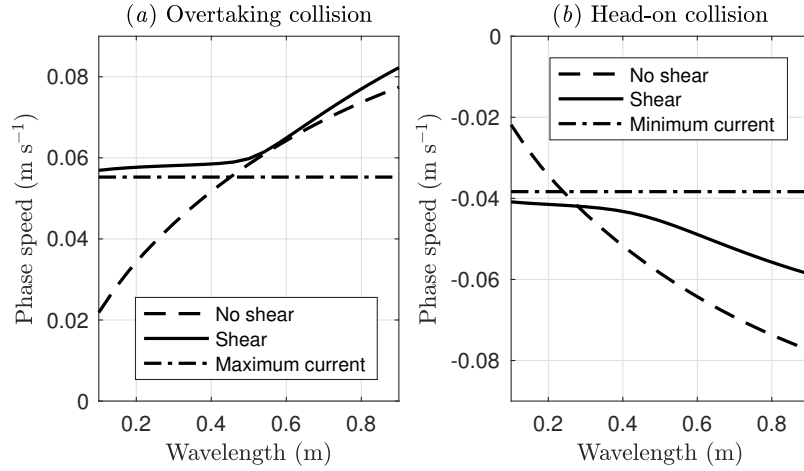 (a) Overtaking collision
0.08
0.06
0.04
0.02
0
Phase speed (m s−1)
No shear
Shear
Maximum current
0.2 0.4 0.6 0.8
Wavelength (m)
(b) Head-on collision
0
-0.02
-0.04
-0.06
-0.08
Phase speed (m s−1)
No shear
Shear
Minimum current
0.2 0.4 0.6 0.8
Wavelength (m)